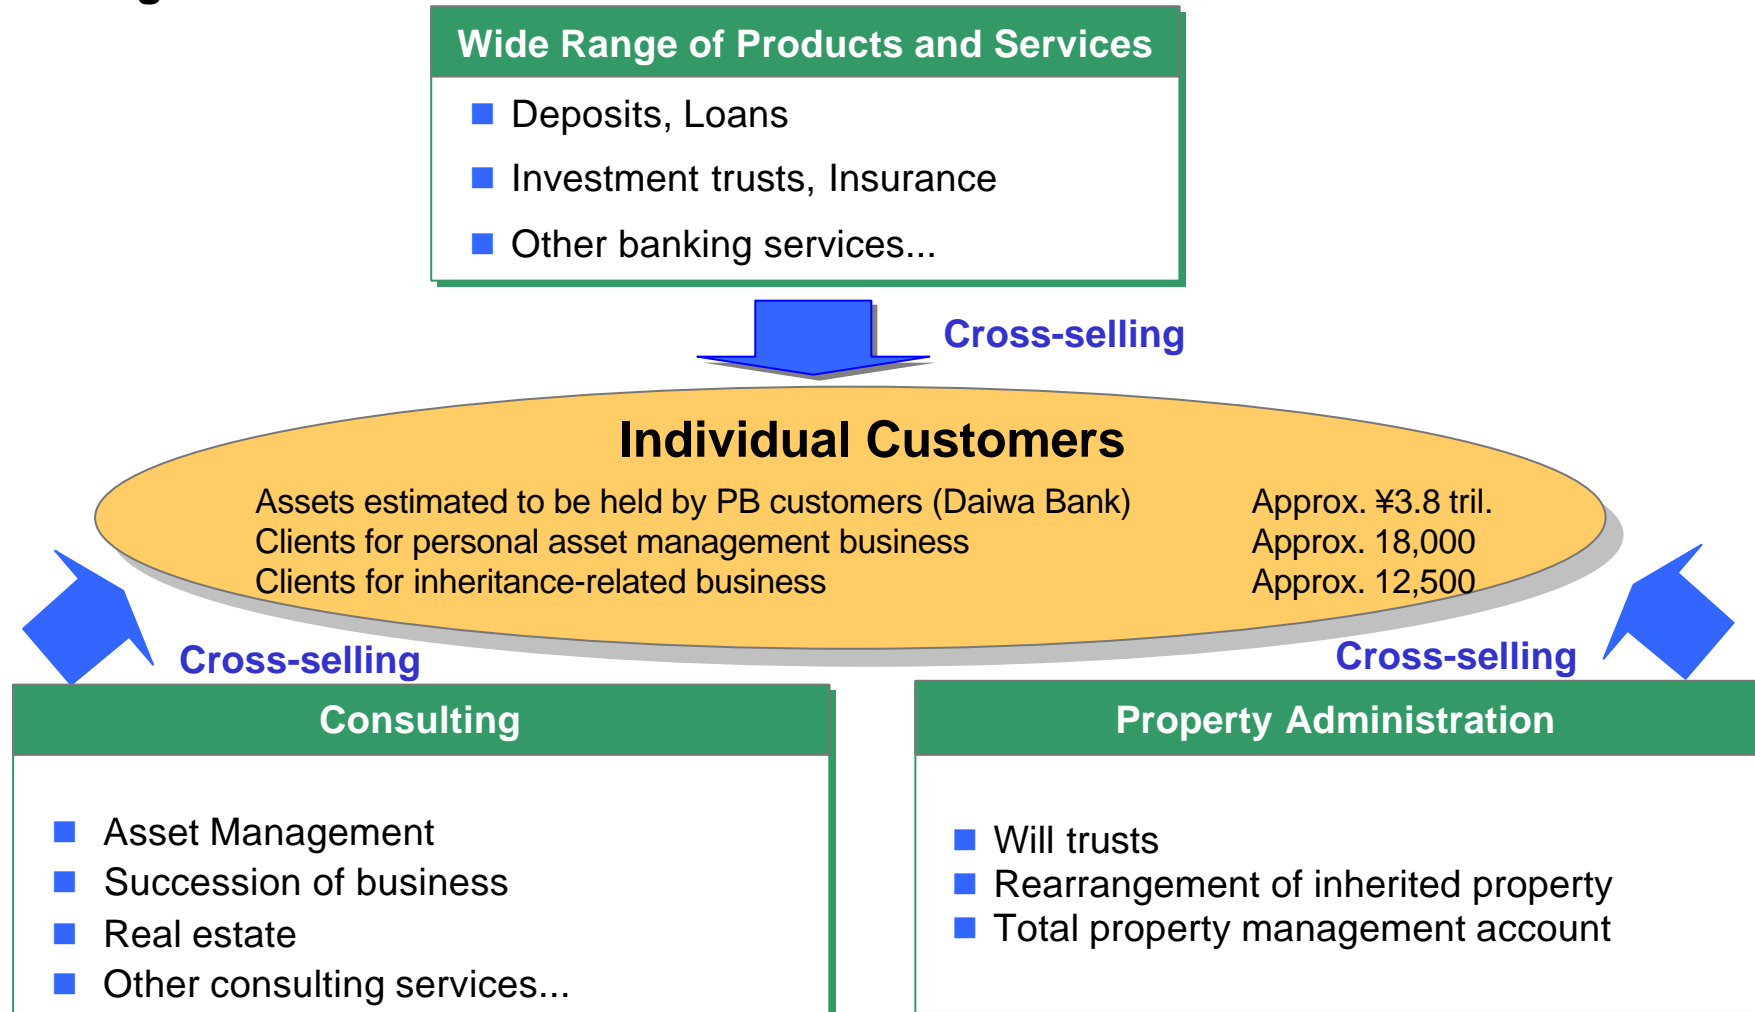 Wide Range of Products and Services
Deposits, Loans
Investment trusts, Insurance
Other banking services...
Cross-selling
Individual Customers
Assets estimated to be held by PB customers (Daiwa Bank) Approx. ¥3.8 tril.
Clients for personal asset management business Approx. 18,000
Clients for inheritance-related business Approx. 12,500
Cross-selling
Cross-selling
Consulting
Asset Management
Succession of business
Real estate
Other consulting services...
Property Administration
Will trusts
Rearrangement of inherited property
Total property management account